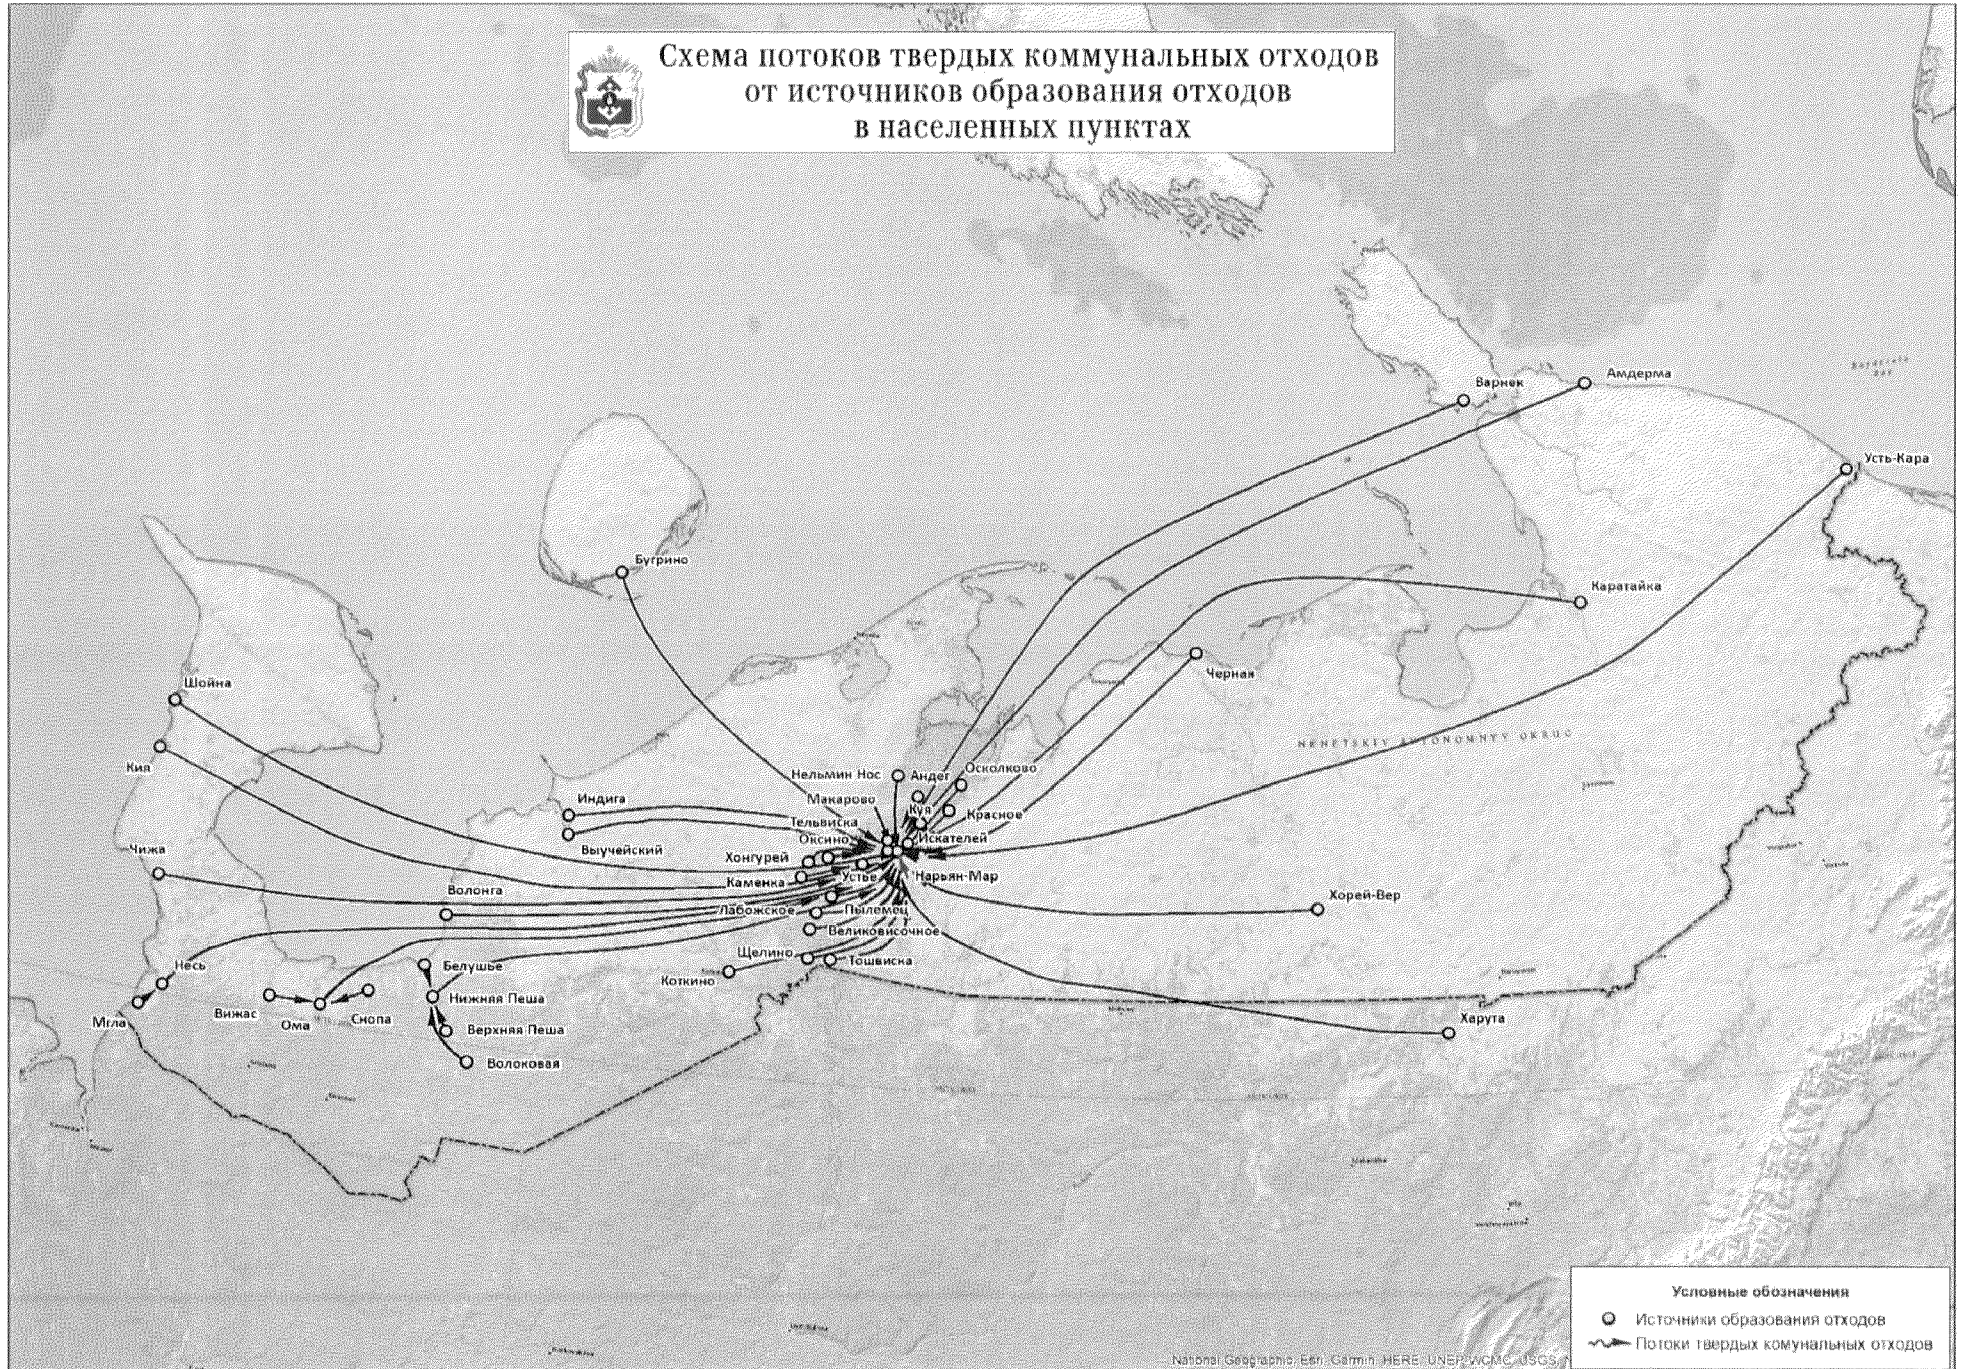 Схема потоков твердых коммунальных отходов
от источников образования отходов
в населенных пунктах
Варнек
Амдерма
Усть-Кара
Бугрино
Каратайка
Черная
Шойна
NENETSKIY AVTONOMNYY OKRUG
Кия
Нельмин Нос
Андег
Осколково
Индига
Макарово
Куя
Красное
Тельвиска
Оксино
Искателей
Выучейский
Чижа
Хонгурей
Каменка
Устье
Нарьян-Мар
Волонга
Хорей-Вер
Лабожское
Пылемец
Великовисочное
Несь
Белушье
Щелино
Тошвиска
Коткино
Нижняя Пеша
Мгла
Вижас
Ома
Снопа
Верхняя Пеша
Харута
Волоковая
Условные обозначения
Источники образования отходов
Потоки твердых комунальных отходов
National Geographic, Esri, Garmin, HERE, UNEP-WCMC, USGS,